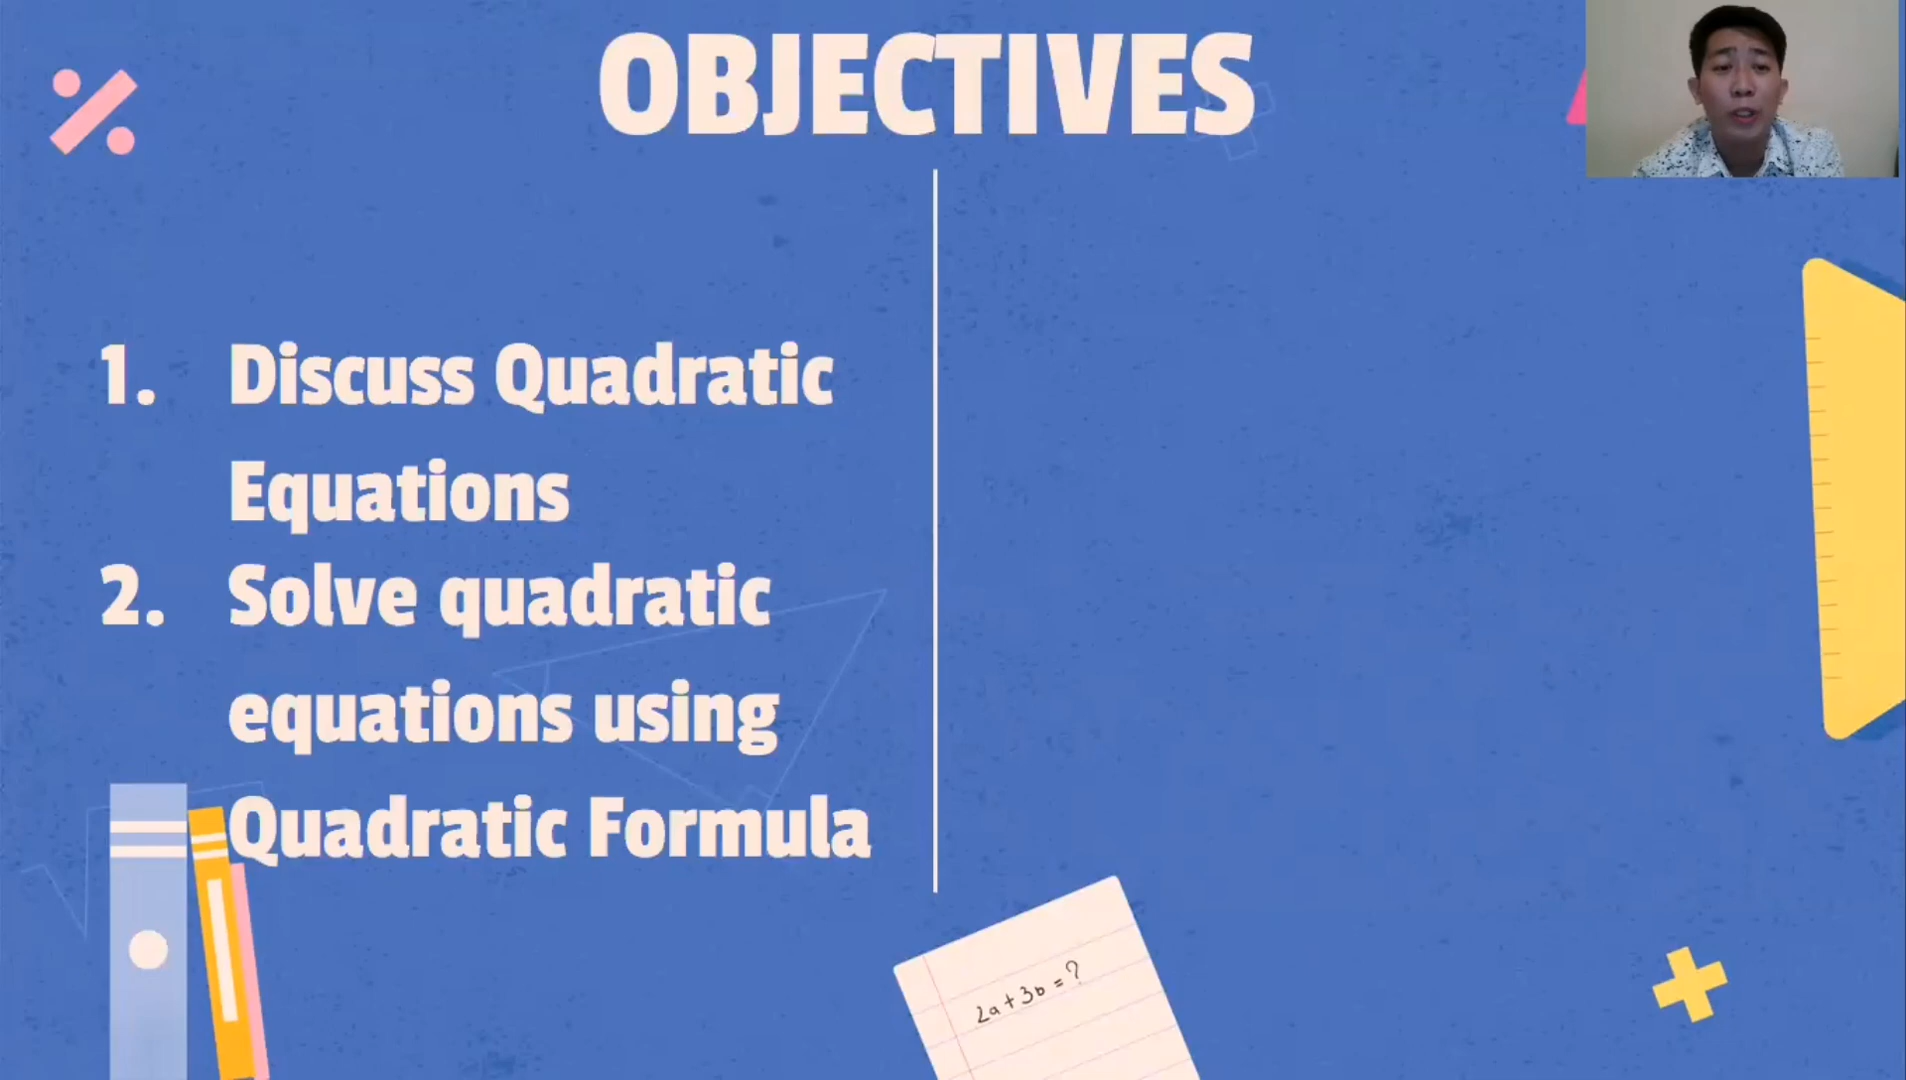 OBJECTIVES
1. Discuss Quadratic
Equations
2. Solve quadratic
equations using
Quadratic Formula
2a+3b=?